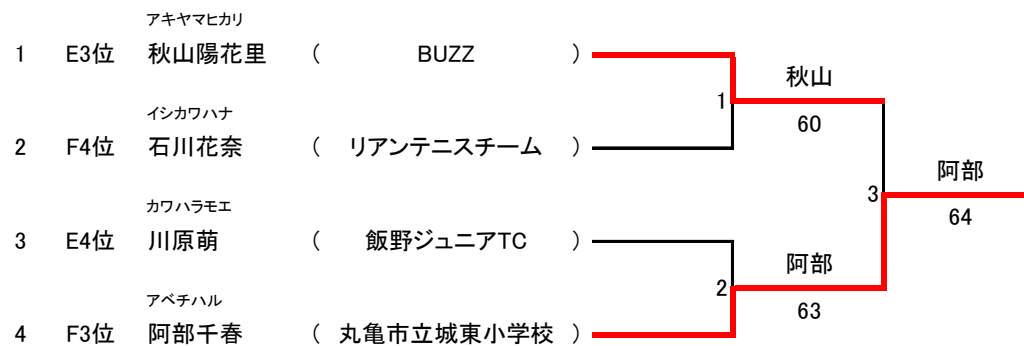 アキヤマヒカリ
1 E3位 秋山陽花里 ( BUZZ )
秋山
1
60
イシカワハナ
2 F4位 石川花奈 ( リアンテニスチーム )
阿部
3
64
カワハラモエ
3 E4位 川原萌 ( 飯野ジュニアTC )
阿部
2
63
アベチハル
4 F3位 阿部千春 ( 丸亀市立城東小学校 )